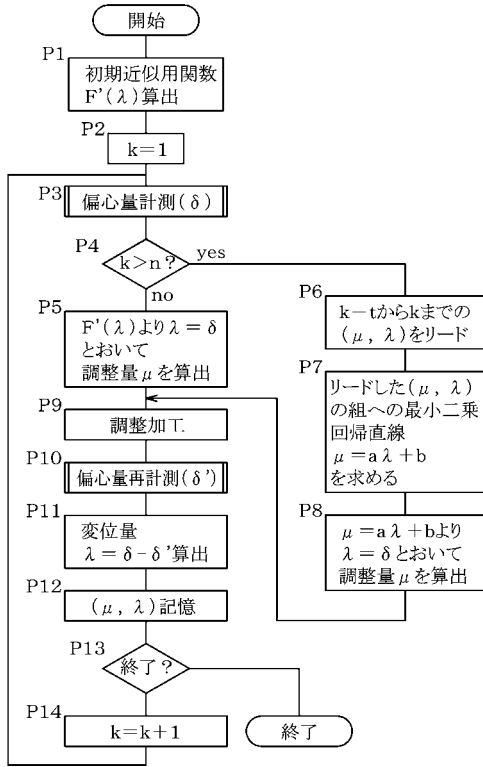 開始
P1
初期近似用関数
F'(λ)算出
P2
k=1
P3
偏心量計測(δ)
P4
k>n?
yes
no
P5
F'(λ)よりλ=δ
とおいて
調整量μを算出
P6
k-tからkまでの
(μ, λ)をリード
P7
リードした(μ, λ)
の組への最小二乗
回帰直線
μ=aλ+b
を求める
P8
μ=aλ+bより
λ=δとおいて
調整量μを算出
P9
調整加工
P10
偏心量再計測(δ')
P11
変位量
λ=δ-δ'算出
P12
(μ, λ)記憶
P13
終了?
P14
k=k+1
終了